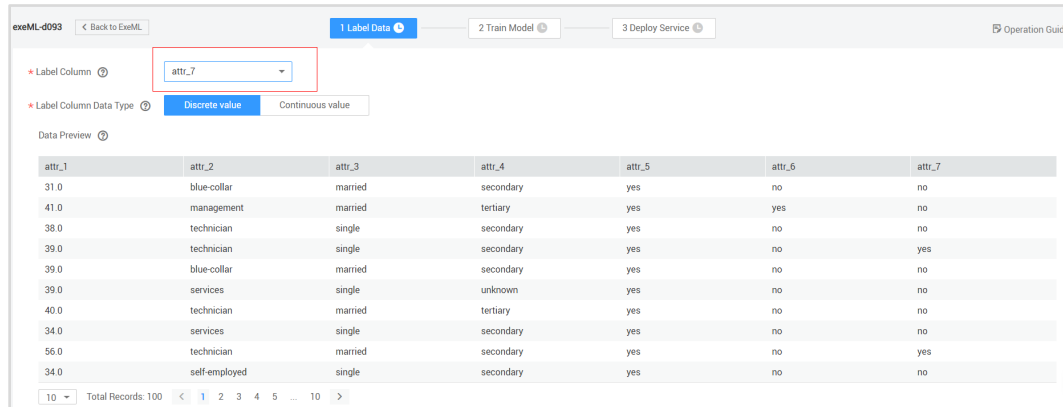 exeML-d093 < Back to ExeML 1 Label Data 2 Train Model 3 Deploy Service Operation Guid
* Label Column ? attr_7
* Label Column Data Type ? Discrete value Continuous value
Data Preview ?
attr_1 attr_2 attr_3 attr_4 attr_5 attr_6 attr_7
31.0 blue-collar married secondary yes no no
41.0 management married tertiary yes yes no
38.0 technician single secondary yes no no
39.0 technician single secondary yes no yes
39.0 blue-collar married secondary yes no no
39.0 services single unknown yes no no
40.0 technician married tertiary yes no no
34.0 services single secondary yes no no
56.0 technician married secondary yes no yes
34.0 self-employed single secondary yes no no
10 Total Records: 100 < 1 2 3 4 5 ... 10 >